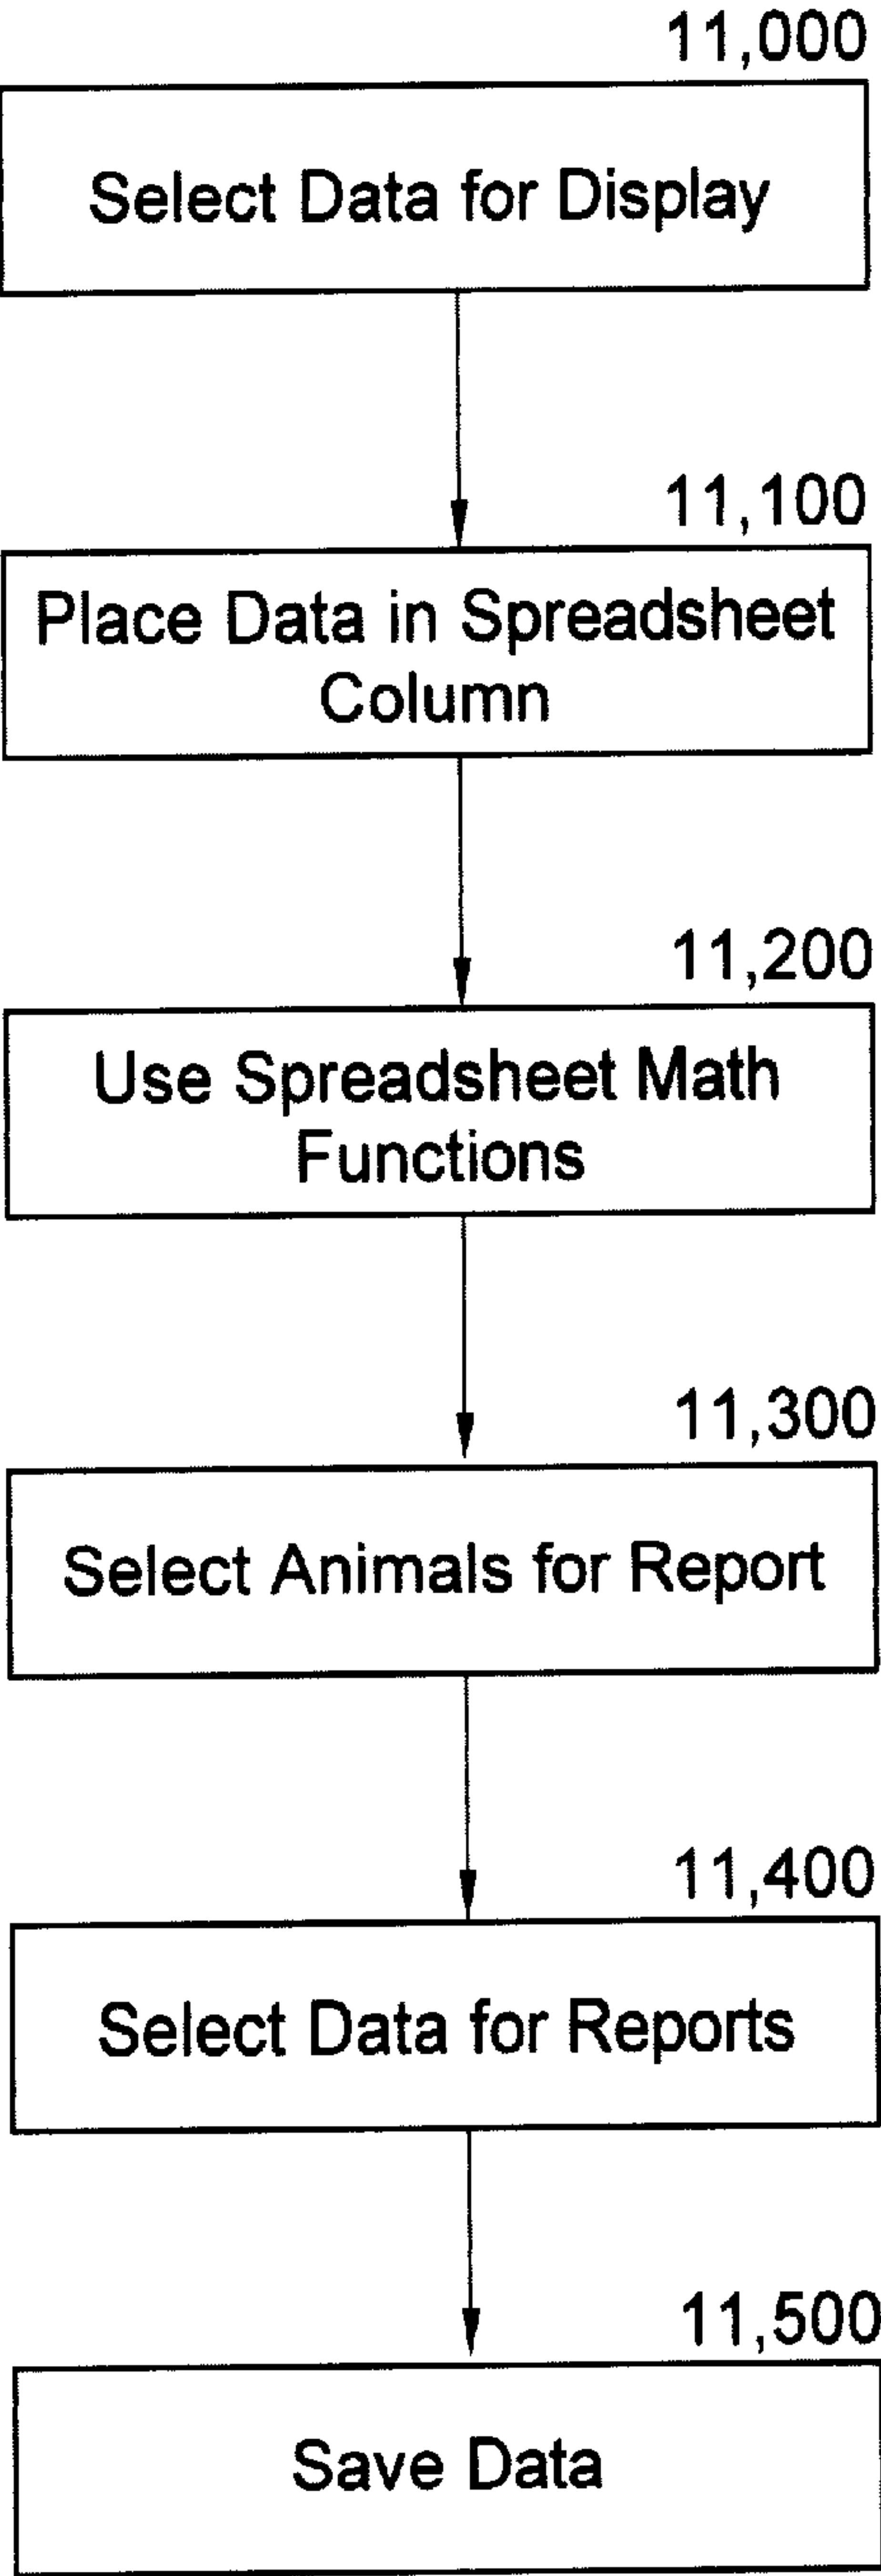 11,000
Select Data for Display
11,100
Place Data in Spreadsheet
Column
11,200
Use Spreadsheet Math
Functions
11,300
Select Animals for Report
11,400
Select Data for Reports
11,500
Save Data